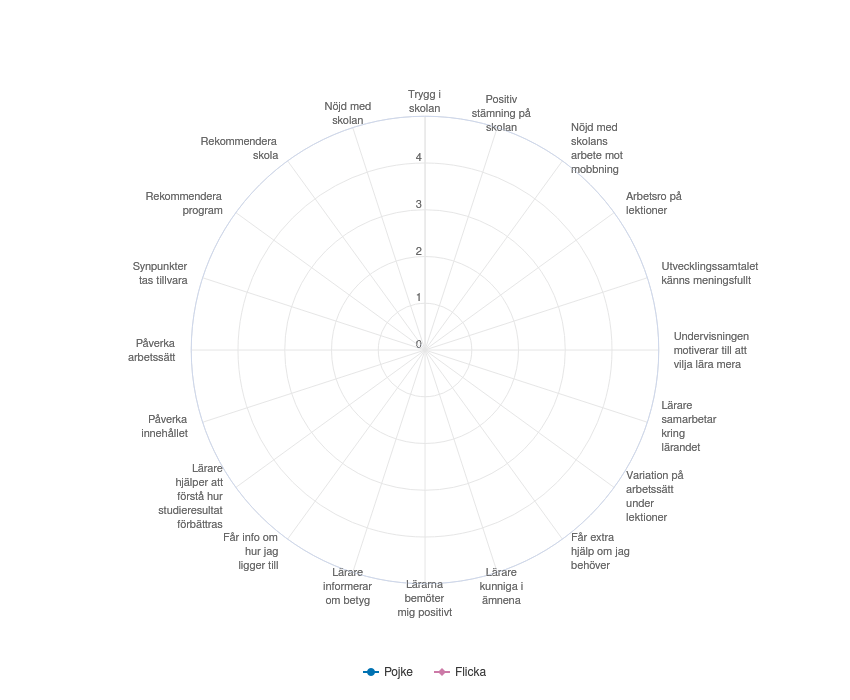 Trygg i
skolan
Positiv
stämning på
skolan
Nöjd med
skolans
arbete mot
mobbning
Arbetsro på
lektioner
Utvecklingssamtalet
känns meningsfullt
Undervisningen
motiverar till att
vilja lära mera
Lärare
samarbetar
kring
lärandet
Variation på
arbetssätt
under
lektioner
Får extra
hjälp om jag
behöver
Lärare
kunniga i
ämnena
Lärarna
bemöter
mig positivt
Lärare
informerar
om betyg
Får info om
hur jag
ligger till
Lärare
hjälper att
förstå hur
studieresultat
förbättras
Påverka
innehållet
Påverka
arbetssätt
Synpunkter
tas tillvara
Rekommendera
program
Rekommendera
skola
Nöjd med
skolan
4
3
2
1
0
Pojke
Flicka